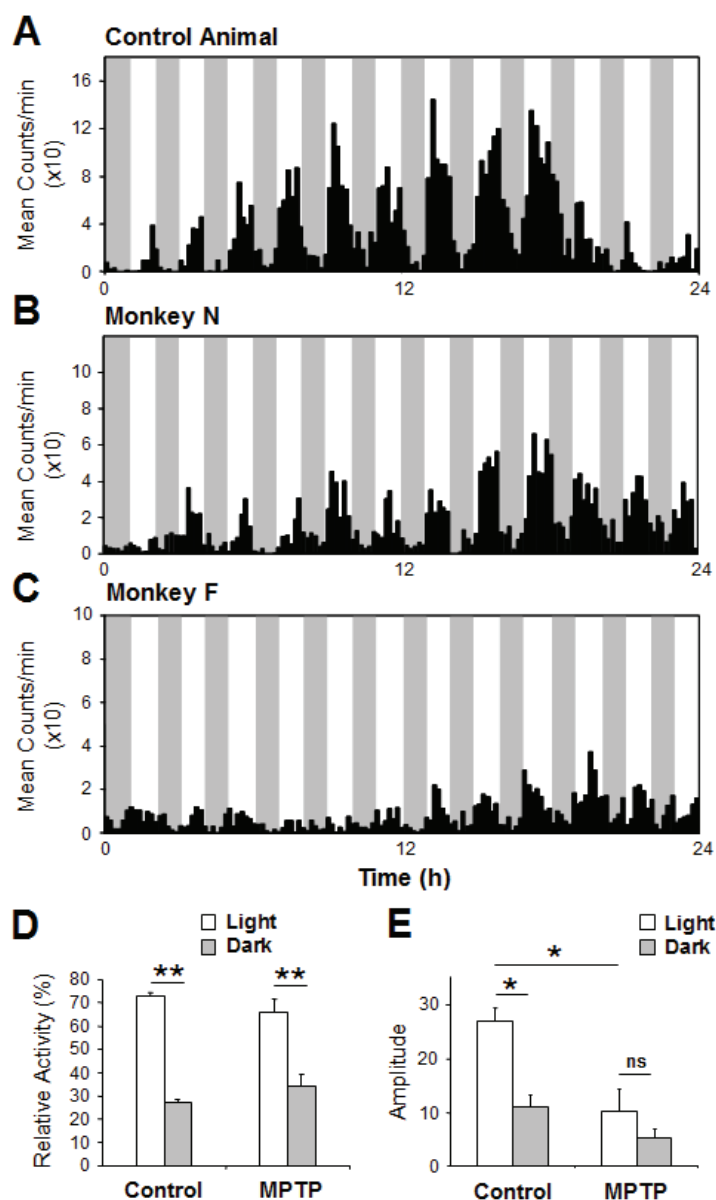 A
Control Animal
Mean Counts/min
(x10)
16
12
8
4
0
0
12
24
B
Monkey N
Mean Counts/min
(x10)
10
8
6
4
2
0
0
12
24
C
Monkey F
Mean Counts/min
(x10)
10
8
6
4
2
0
0
12
24
Time (h)
D
Light
Dark
Relative Activity (%)
80
70
60
50
40
30
20
10
0
**
**
Control
MPTP
E
Light
Dark
Amplitude
30
20
10
0
*
*
ns
Control
MPTP